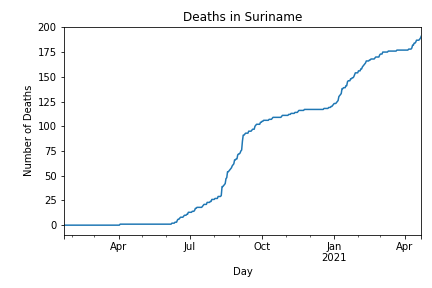 Deaths in Suriname
Number of Deaths
200
175
150
125
100
75
50
25
0
Apr
Jul
Oct
Jan
2021
Apr
Day